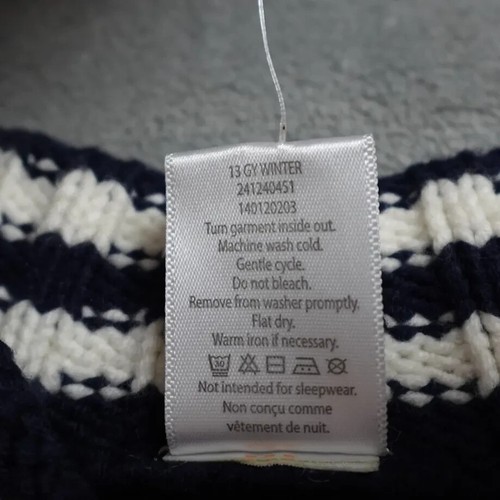 13 GY WINTER
241240451
140120203
Turn garment inside out.
Machine wash cold.
Gentle cycle.
Do not bleach.
Remove from washer promptly.
Flat dry.
Warm iron if necessary.
30
Not intended for sleepwear.
Non conçu comme
vêtement de nuit.